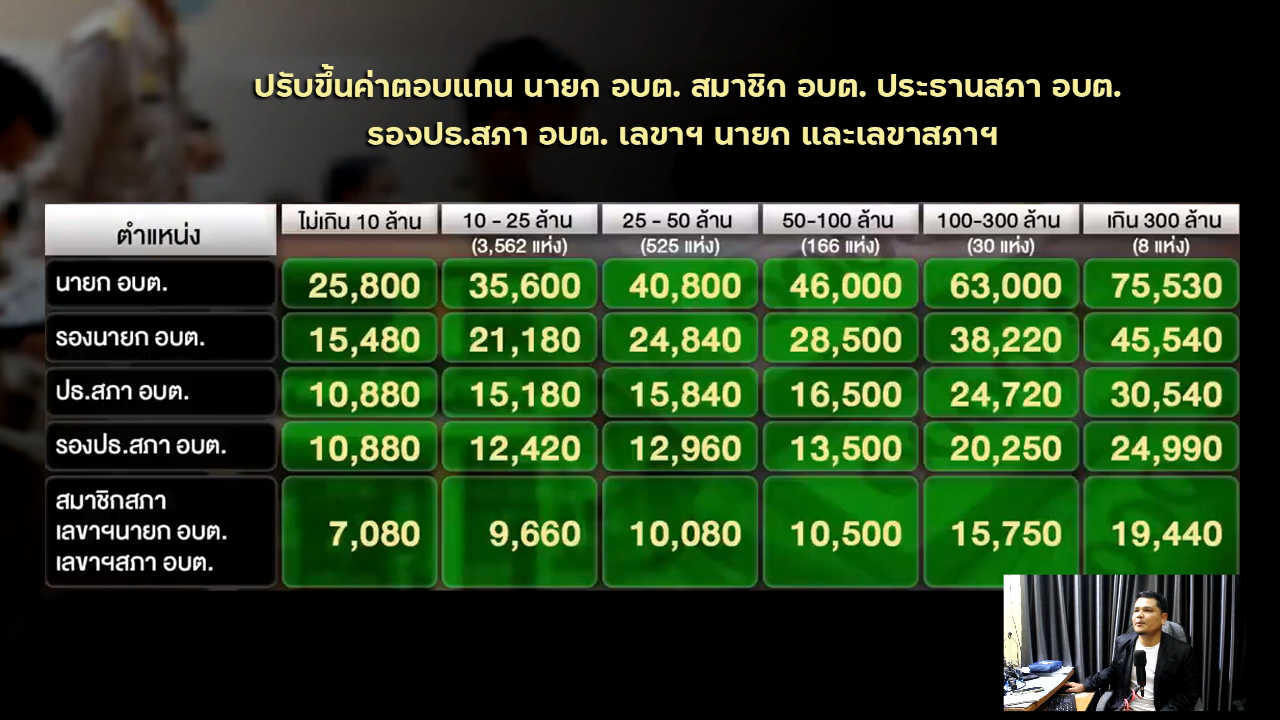 ปรับขึ้นค่าตอบแทน นายก อบต. สมาชิก อบต. ประธานสภา อบต.
รองปธ.สภา อบต. เลขาฯ นายก และเลขาสภาฯ
ตำแหน่ง ไม่เกิน 10 ล้าน 10 - 25 ล้าน 25 - 50 ล้าน 50-100 ล้าน 100-300 ล้าน เกิน 300 ล้าน
(3,562 แห่ง) (525 แห่ง) (166 แห่ง) (30 แห่ง) (8 แห่ง)
นายก อบต. 25,800 35,600 40,800 46,000 63,000 75,530
รองนายก อบต. 15,480 21,180 24,840 28,500 38,220 45,540
ปธ.สภา อบต. 10,880 15,180 15,840 16,500 24,720 30,540
รองปธ.สภา อบต. 10,880 12,420 12,960 13,500 20,250 24,990
สมาชิกสภา
เลขาฯนายก อบต. 7,080 9,660 10,080 10,500 15,750 19,440
เลขาฯสภา อบต.